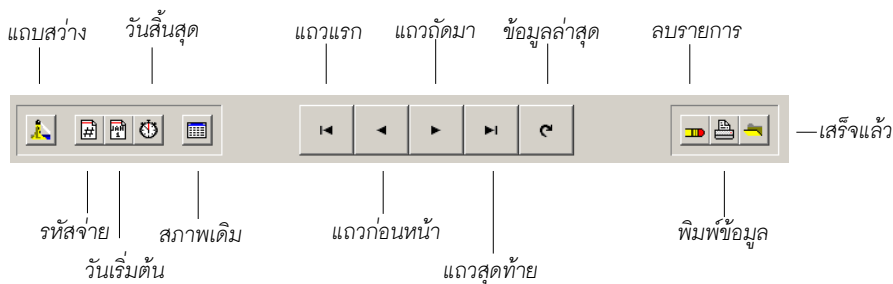 แถบสว่าง วันสิ้นสุด แถวแรก แถวถัดมา ข้อมูลล่าสุด ลบรายการ
# JAN 1
เสร็จแล้ว
รหัสจ่าย สภาพเดิม แถวก่อนหน้า พิมพ์ข้อมูล
วันเริ่มต้น แถวสุดท้าย